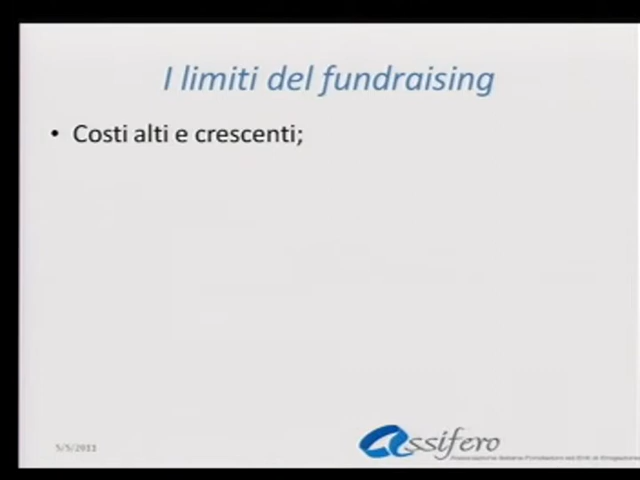 I limiti del fundraising
• Costi alti e crescenti;
5/5/2011
assifero